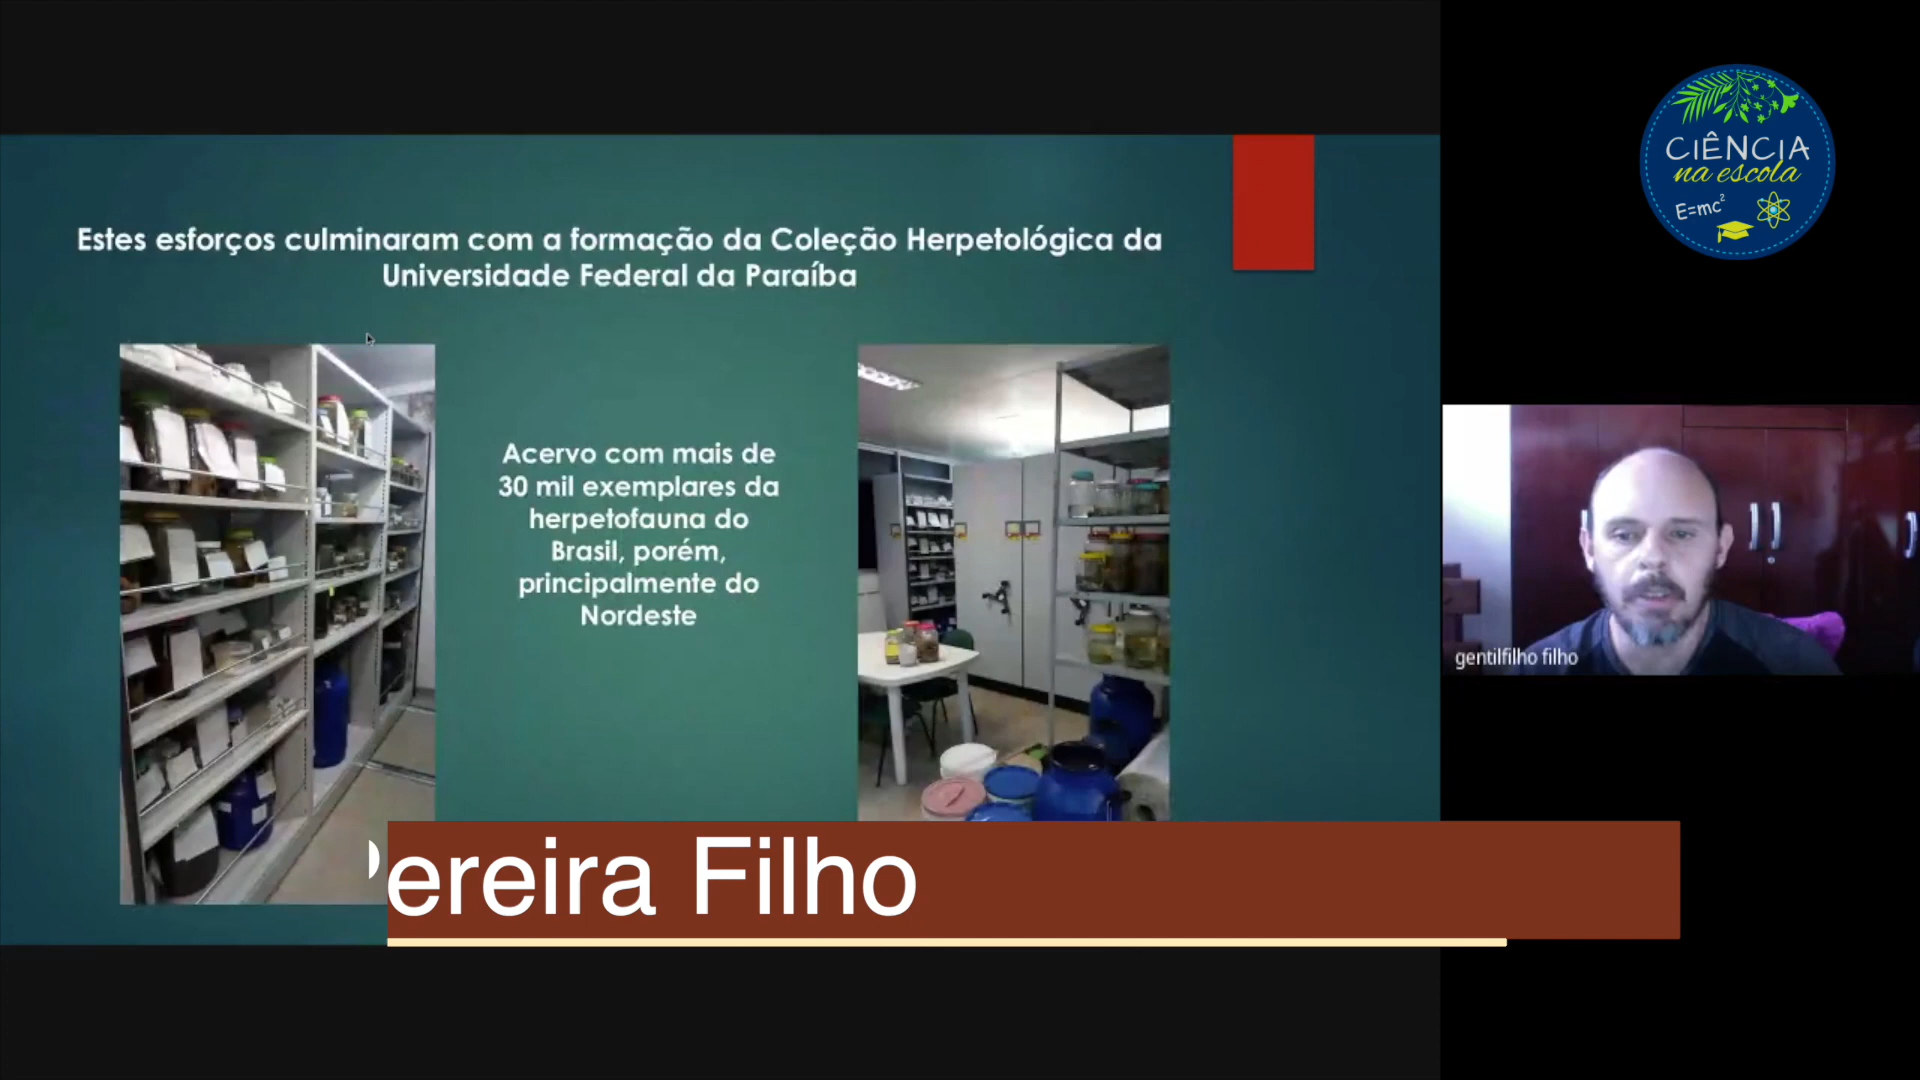 Estes esforços culminaram com a formação da Coleção Herpetológica da
Universidade Federal da Paraíba
Acervo com mais de
30 mil exemplares da
herpetofauna do
Brasil, porém,
principalmente do
Nordeste
CIÊNCIA
na escola
E=mc²
gentilfilho filho
Pereira Filho